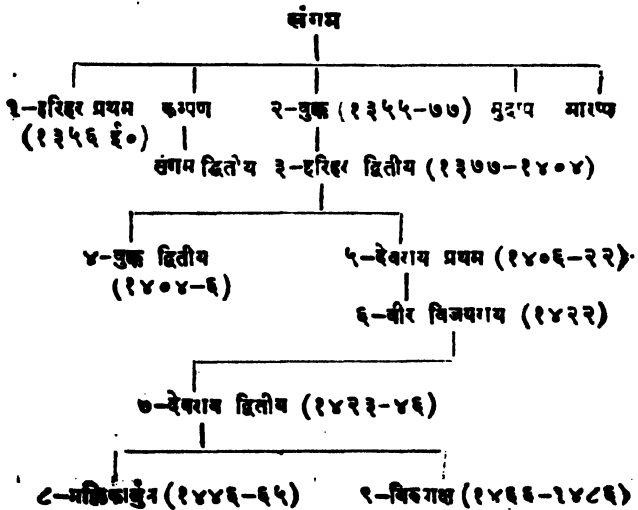 संगम
१-हरिहर प्रथम कम्पण २-बुक्क (१३५५-७७) मुद्दप मारप्प
(१३५६ ई०)
संगम द्वितीय ३-हरिहर द्वितीय (१३७७-१४०४)
४-बुक्क द्वितीय ५-देवराय प्रथम (१४०६-२२)
(१४०४-६)
६-वीर विजयराय (१४२२)
७-देवराय द्वितीय (१४२३-४६)
८-मल्लिकार्जुन (१४४६-६५) ९-विरुपाक्ष (१४६६-१४८६)